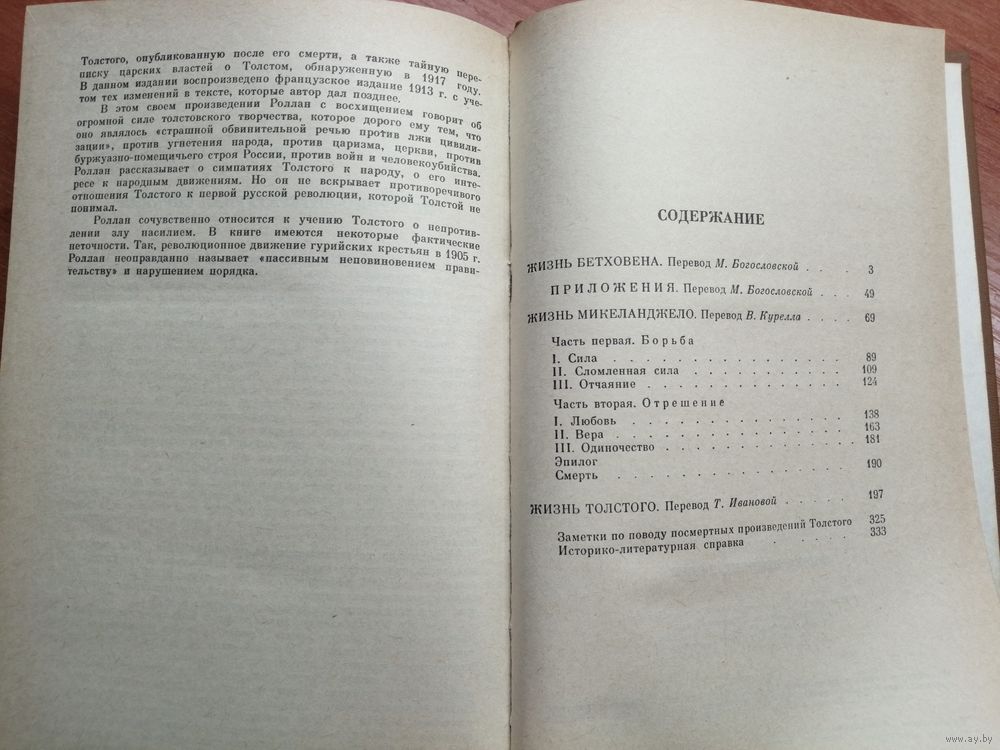 Толстого, опубликованную после его смерти, а также тайную пере-
писку царских властей о Толстом, обнаруженную в 1917 году.
В данном издании воспроизведено французское издание 1913 г. с уче-
том тех изменений в тексте, которые автор дал позднее.
В этом своем произведении Роллан с восхищением говорит об
огромной силе толстовского творчества, которое дорого ему тем, что
оно являлось «страшной обвинительной речью против лжи цивили-
зации», против угнетения народа, против царизма, церкви, против
буржуазно-помещичьего строя России, против войн и человекоубийства.
Роллан рассказывает о симпатиях Толстого к народу, о его инте-
ресе к народным движениям. Но он не вскрывает противоречивого
отношения Толстого к первой русской революции, которой Толстой не
понимал.
Роллан сочувственно относится к учению Толстого о непротив-
лении злу насилием. В книге имеются некоторые фактические
неточности. Так, революционное движение гурийских крестьян в 1905 г.
Роллан неоправданно называет «пассивным неповиновением прави-
тельству» и нарушением порядка.
СОДЕРЖАНИЕ
ЖИЗНЬ БЕТХОВЕНА. Перевод М. Богословской . . 3
ПРИЛОЖЕНИЯ. Перевод М. Богословской . . . 49
ЖИЗНЬ МИКЕЛАНДЖЕЛО. Перевод В. Курелла . . . . 69
Часть первая. Борьба
I. Сила . . . . . . . . . . . . . 89
II. Сломленная сила . . . . . . . . . 109
III. Отчаяние . . . . . . . . . . . . 124
Часть вторая. Отрешение
I. Любовь . . . . . . . . . . . . 138
II. Вера . . . . . . . . . . . . . 163
III. Одиночество . . . . . . . . . . . 181
Эпилог
Смерть . . . . . . . . . . . . 190
ЖИЗНЬ ТОЛСТОГО. Перевод Т. Ивановой . . . . . 197
Заметки по поводу посмертных произведений Толстого 325
Историко-литературная справка . . . . . 333
www.ay.by